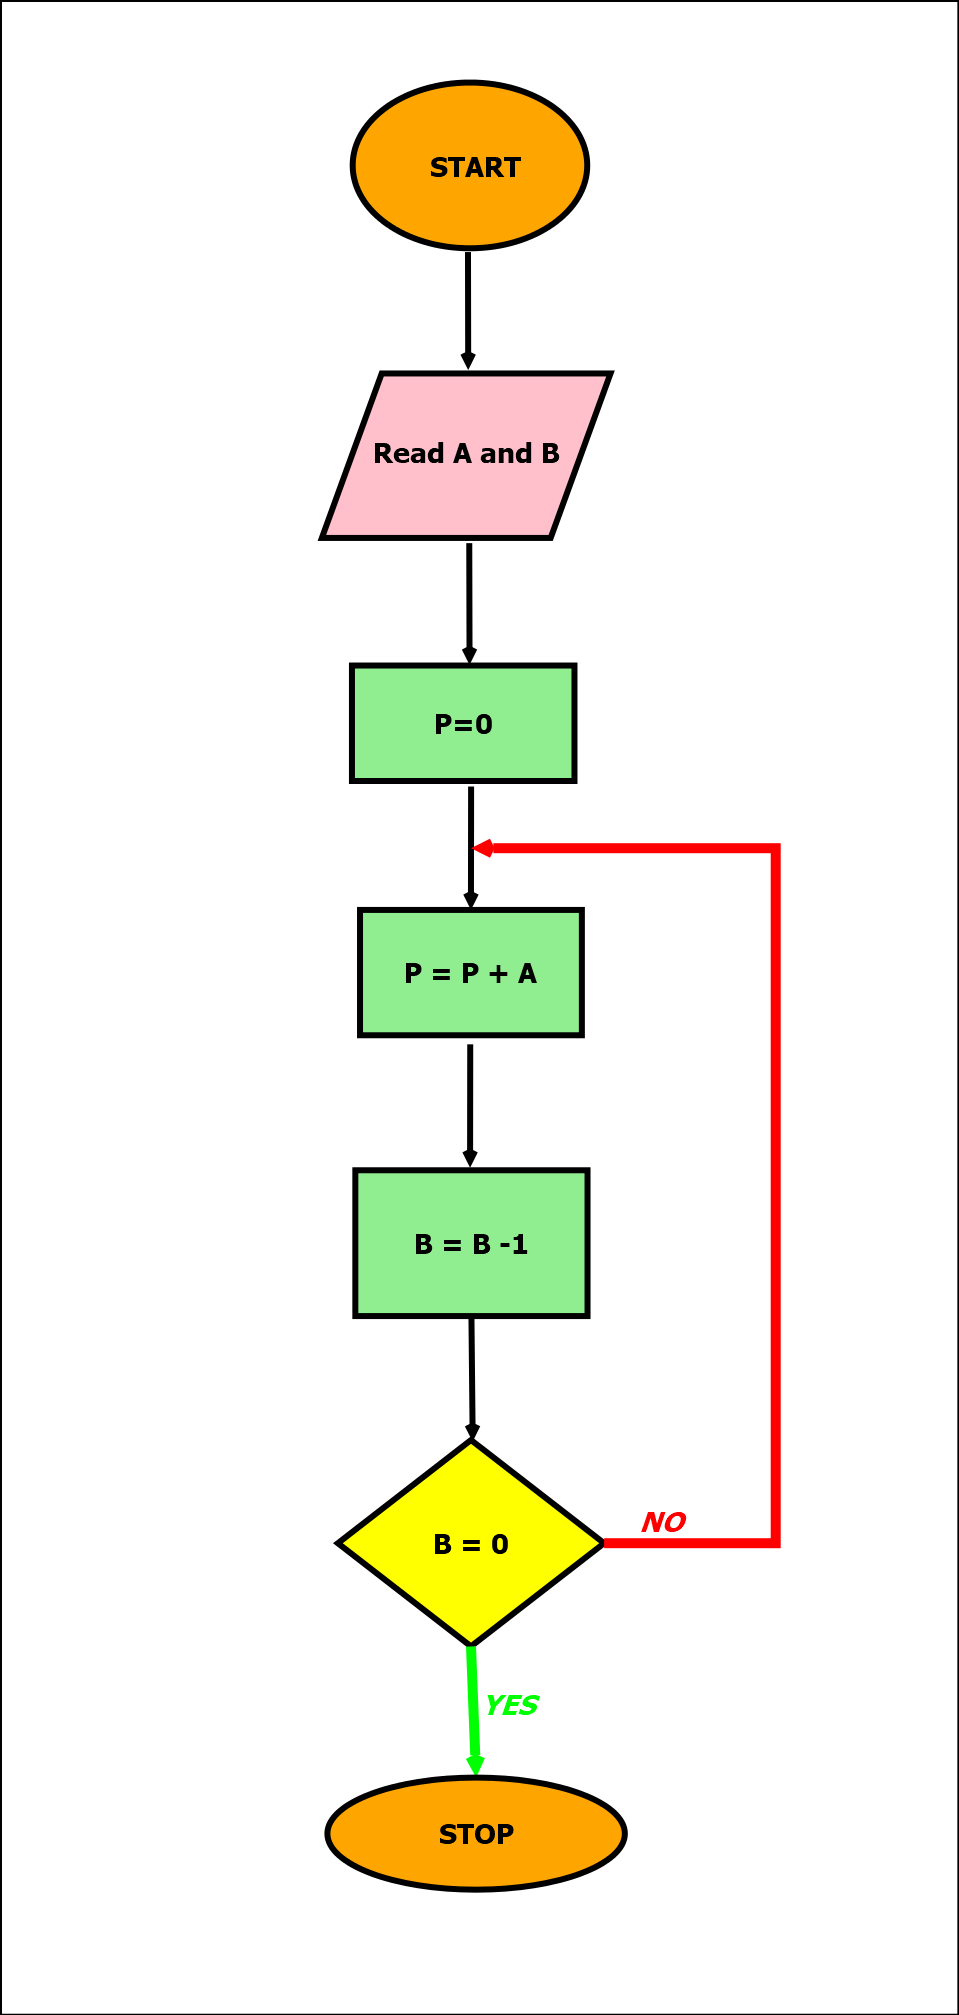 START
Read A and B
P=0
P = P + A
B = B -1
B = 0
NO
YES
STOP